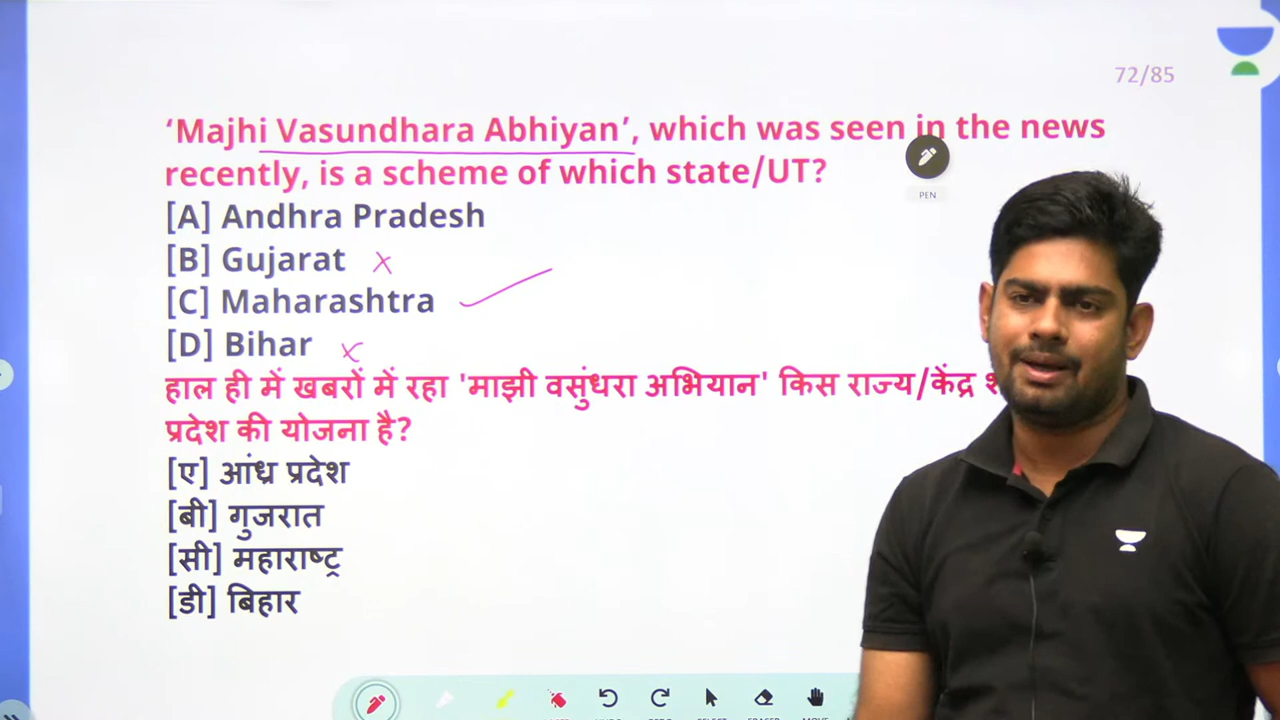 72/85
‘Majhi Vasundhara Abhiyan’, which was seen in the news
recently, is a scheme of which state/UT?
PEN
[A] Andhra Pradesh
[B] Gujarat
[C] Maharashtra
[D] Bihar
हाल ही में खबरों में रहा 'माझी वसुंधरा अभियान' किस राज्य/केंद्र
प्रदेश की योजना है?
[ए] आंध्र प्रदेश
[बी] गुजरात
[सी] महाराष्ट्र
[डी] बिहार
SELECT